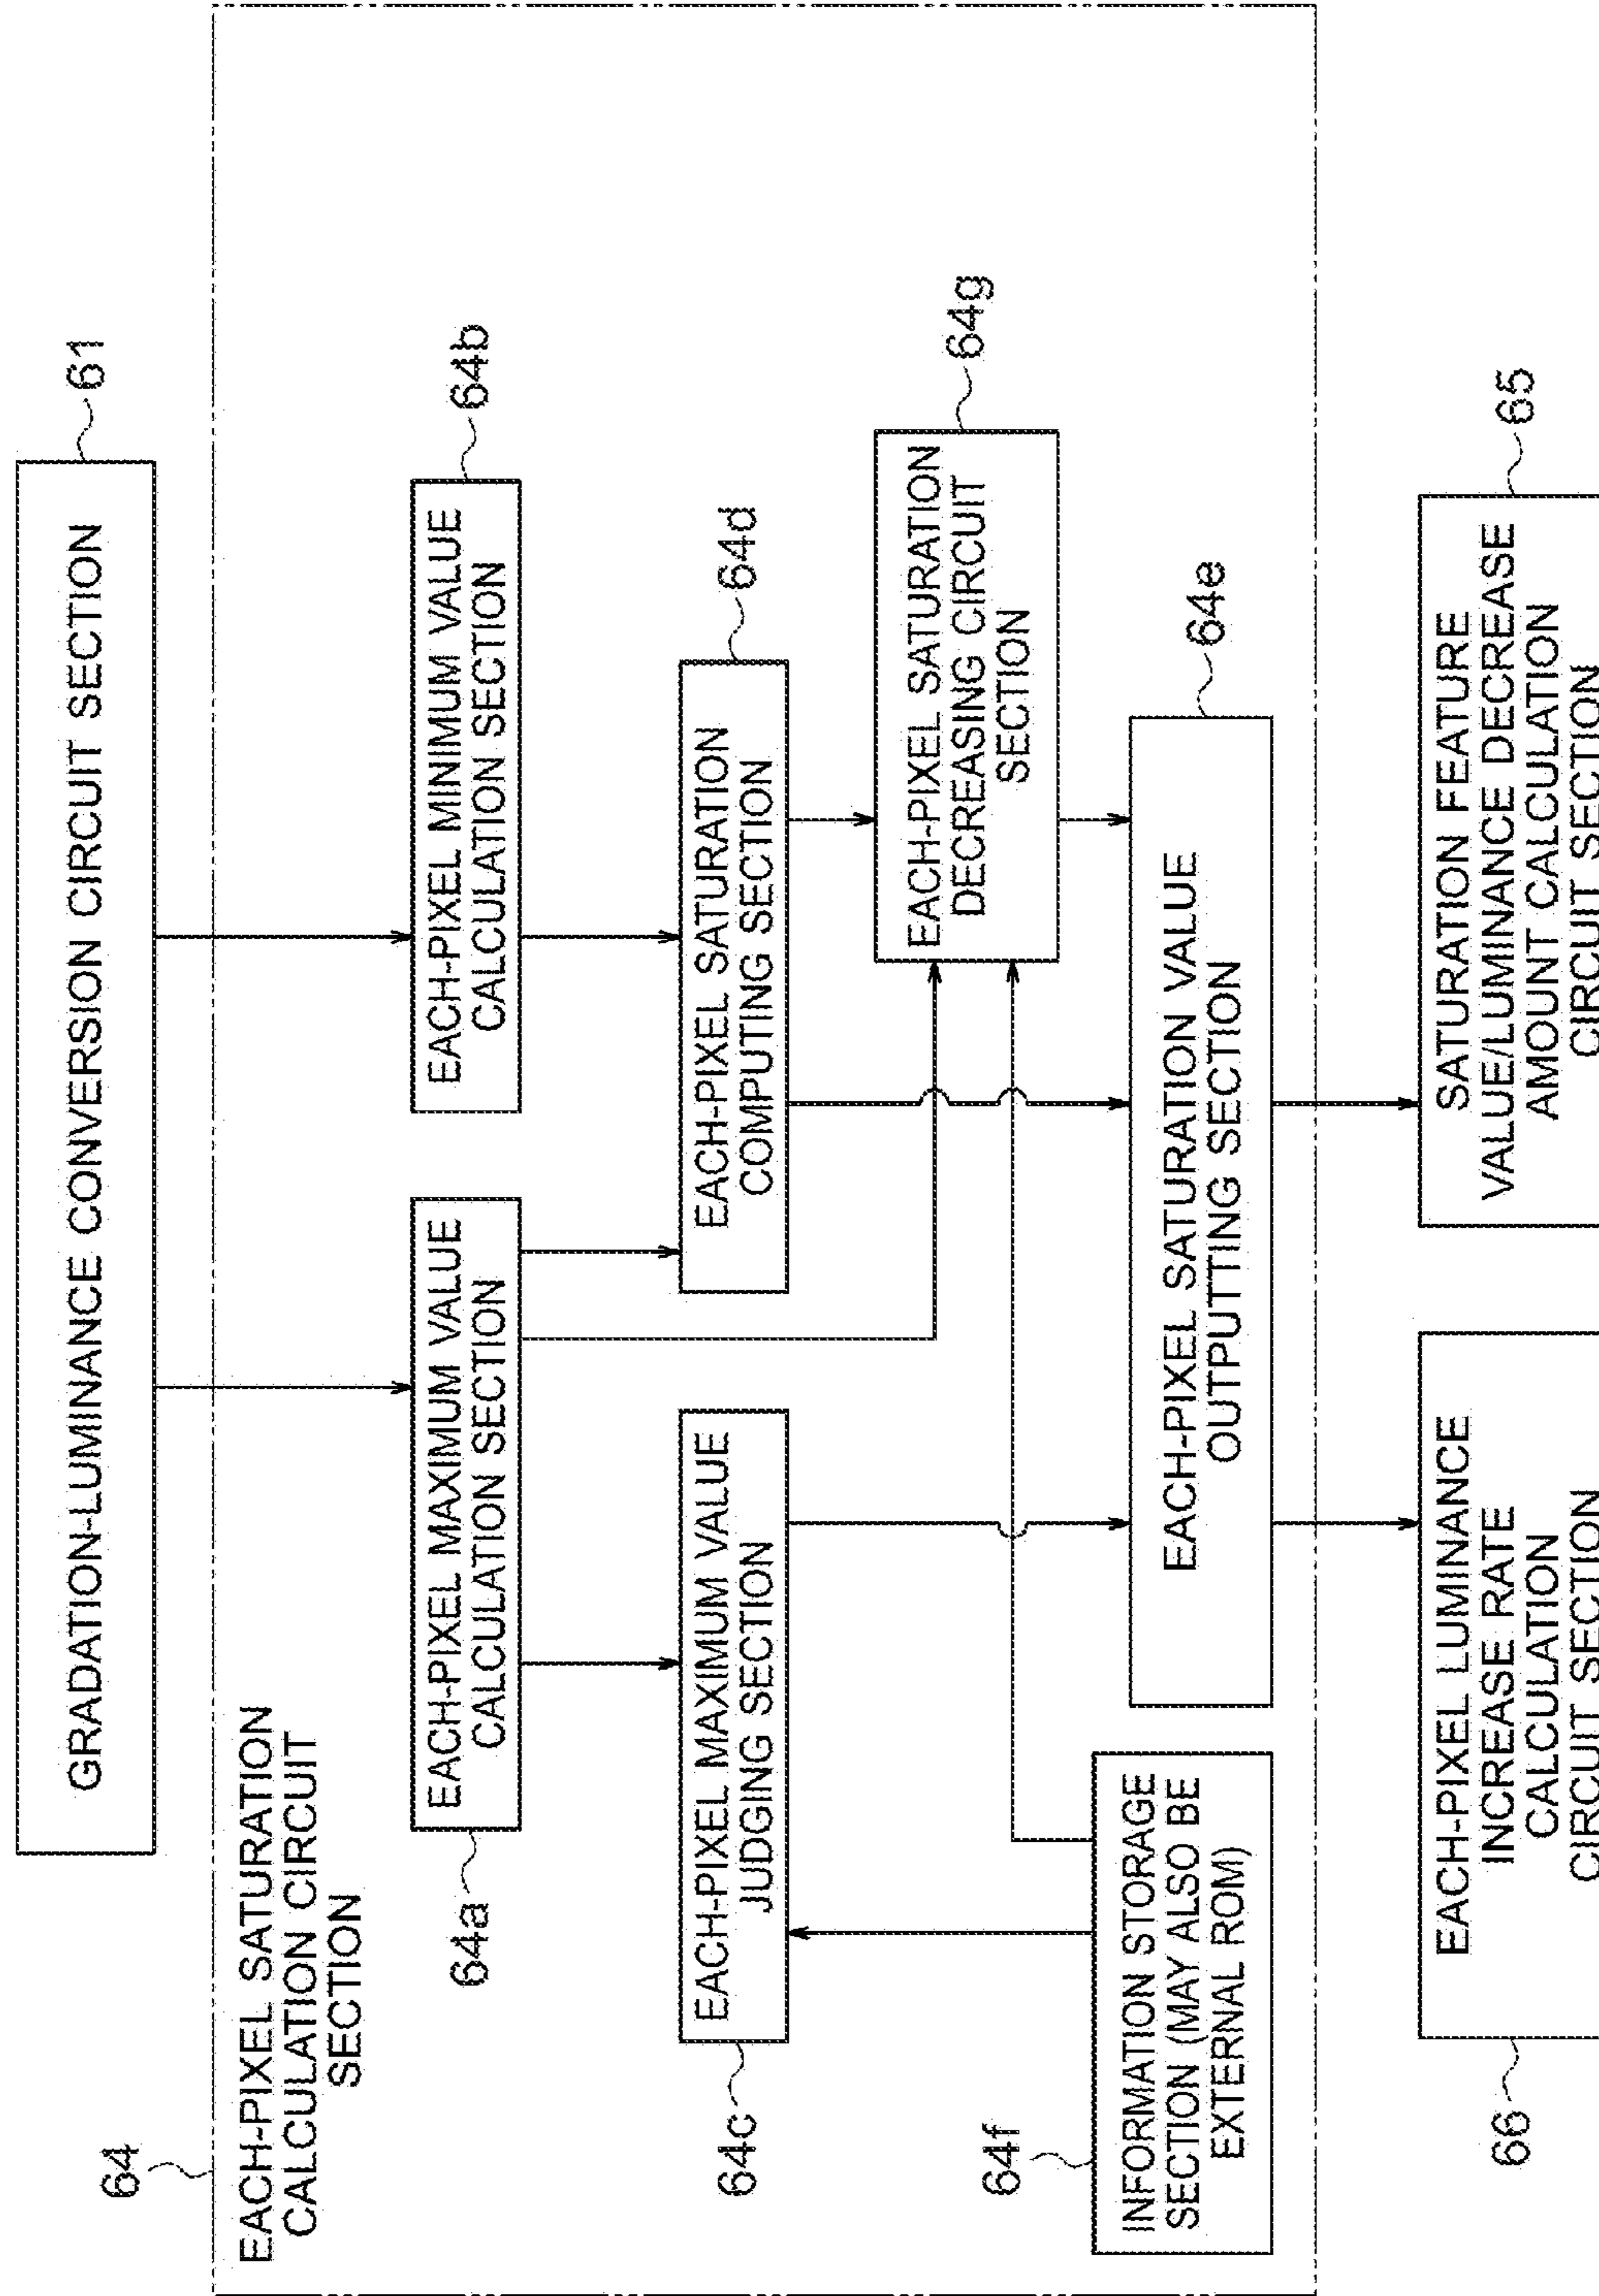 GRADATION-LUMINANCE CONVERSION CIRCUIT SECTION
61
64
EACH-PIXEL SATURATION
CALCULATION CIRCUIT
SECTION
EACH-PIXEL MAXIMUM VALUE
CALCULATION SECTION
64a
EACH-PIXEL MINIMUM VALUE
CALCULATION SECTION
64b
EACH-PIXEL MAXIMUM VALUE
JUDGING SECTION
64c
EACH-PIXEL SATURATION
COMPUTING SECTION
64d
EACH-PIXEL SATURATION
DECREASING CIRCUIT
SECTION
64g
64f
INFORMATION STORAGE
SECTION (MAY ALSO BE
EXTERNAL ROM)
EACH-PIXEL SATURATION VALUE
OUTPUTTING SECTION
64e
EACH-PIXEL LUMINANCE
INCREASE RATE
CALCULATION
CIRCUIT SECTION
66
SATURATION FEATURE
VALUE/LUMINANCE DECREASE
AMOUNT CALCULATION
CIRCUIT SECTION
65